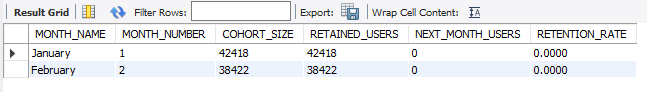 Result Grid Filter Rows: Export: Wrap Cell Content: IA
MONTH_NAME MONTH_NUMBER COHORT_SIZE RETAINED_USERS NEXT_MONTH_USERS RETENTION_RATE
January 1 42418 42418 0 0.0000
February 2 38422 38422 0 0.0000